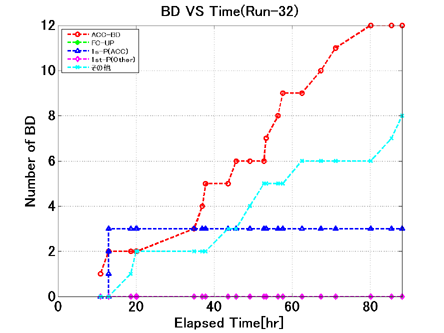 BD VS Time(Run-32)
12
10
8
6
4
2
0
0
20
40
60
80
Number of BD
Elapsed Time[hr]
ACC-BD
FC-UP
1s-P(ACC)
1st-P(Other)
その他